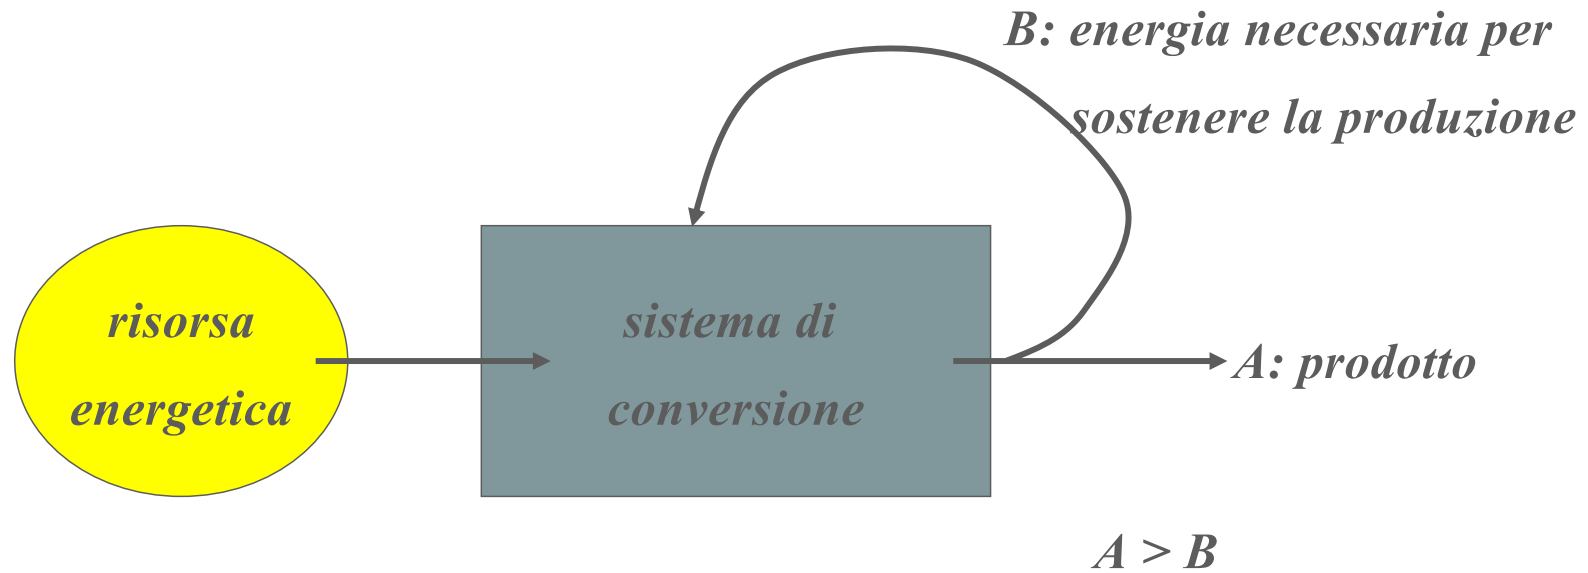 B: energia necessaria per
sostenere la produzione
risorsa
energetica
sistema di
conversione
A: prodotto
A > B